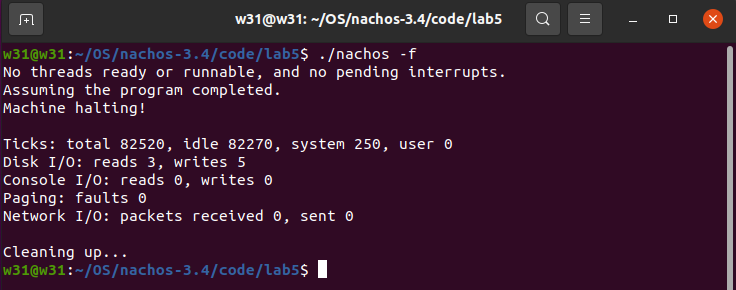 w31@w31: ~/OS/nachos-3.4/code/lab5
w31@w31:~/OS/nachos-3.4/code/lab5$ ./nachos -f
No threads ready or runnable, and no pending interrupts.
Assuming the program completed.
Machine halting!
Ticks: total 82520, idle 82270, system 250, user 0
Disk I/O: reads 3, writes 5
Console I/O: reads 0, writes 0
Paging: faults 0
Network I/O: packets received 0, sent 0
Cleaning up...
w31@w31:~/OS/nachos-3.4/code/lab5$